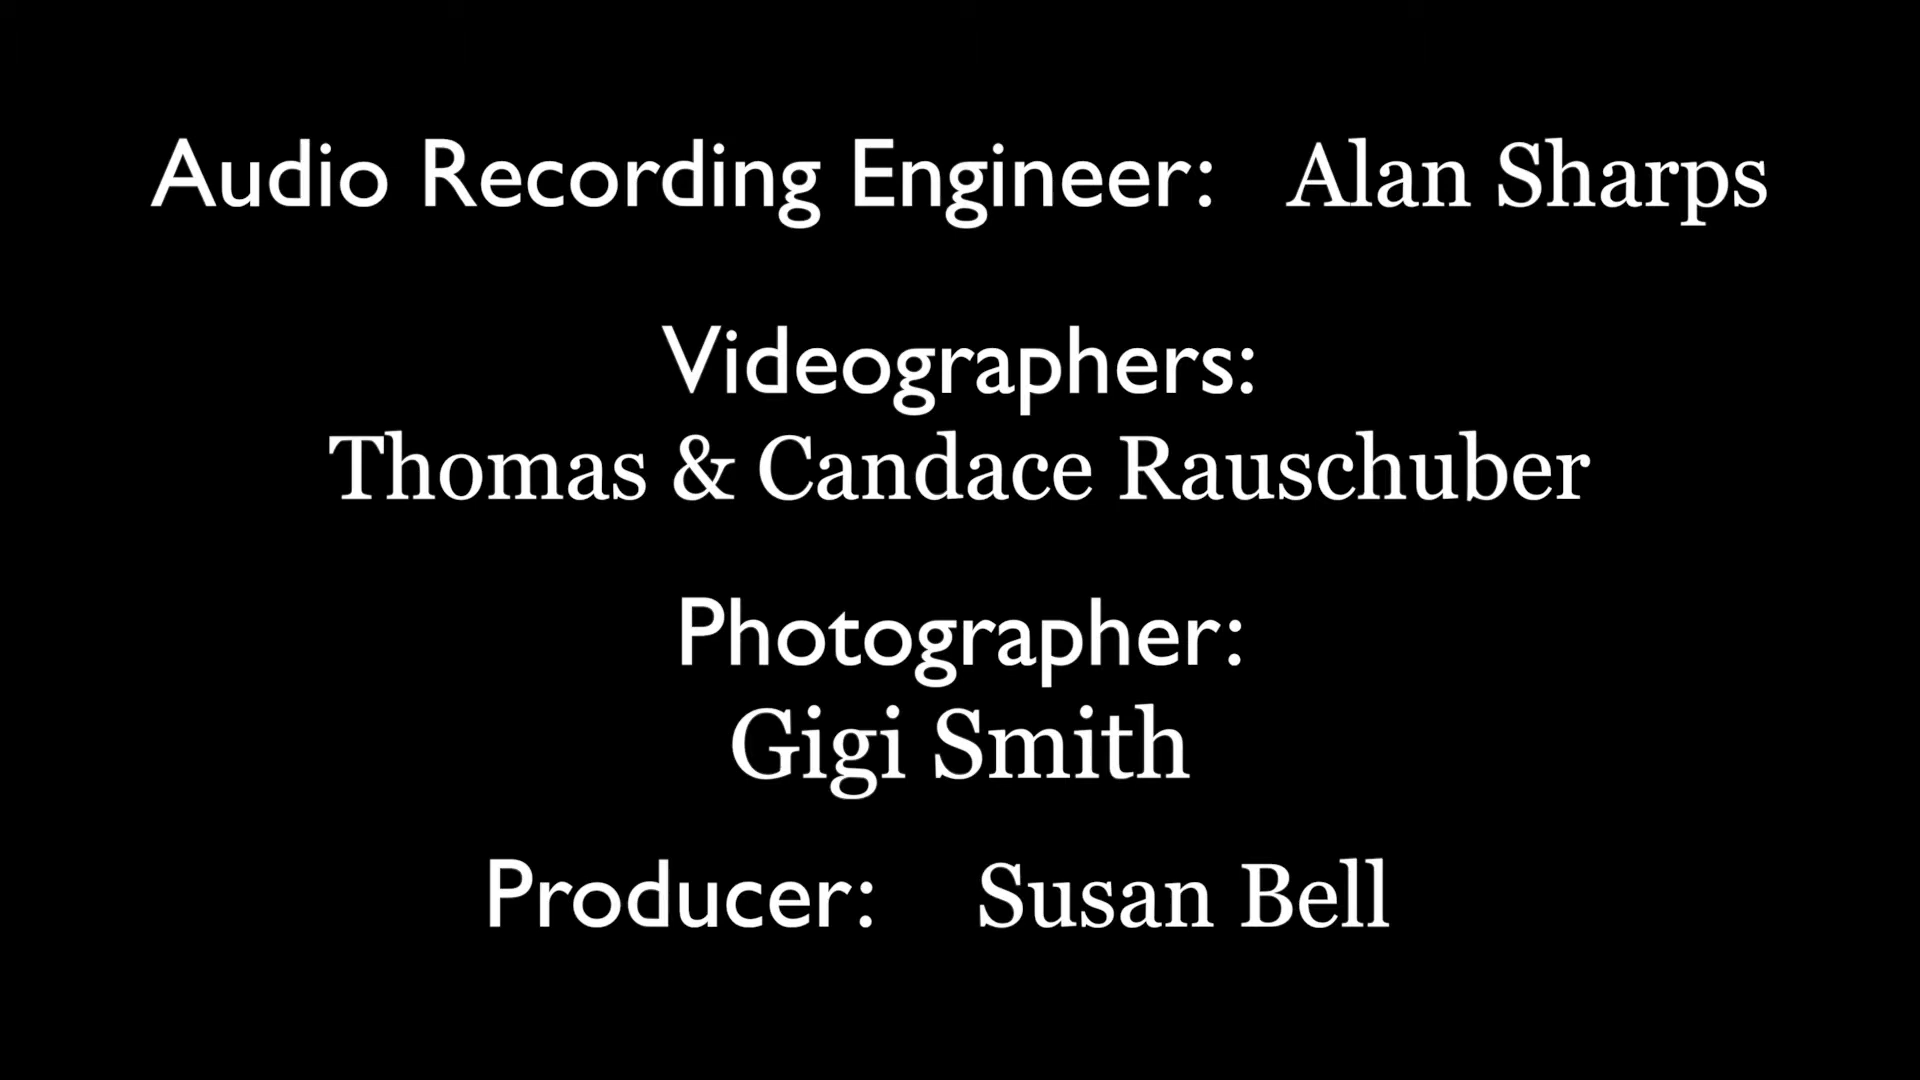 Audio Recording Engineer: Alan Sharps
Videographers:
Thomas & Candace Rauschuber
Photographer:
Gigi Smith
Producer: Susan Bell